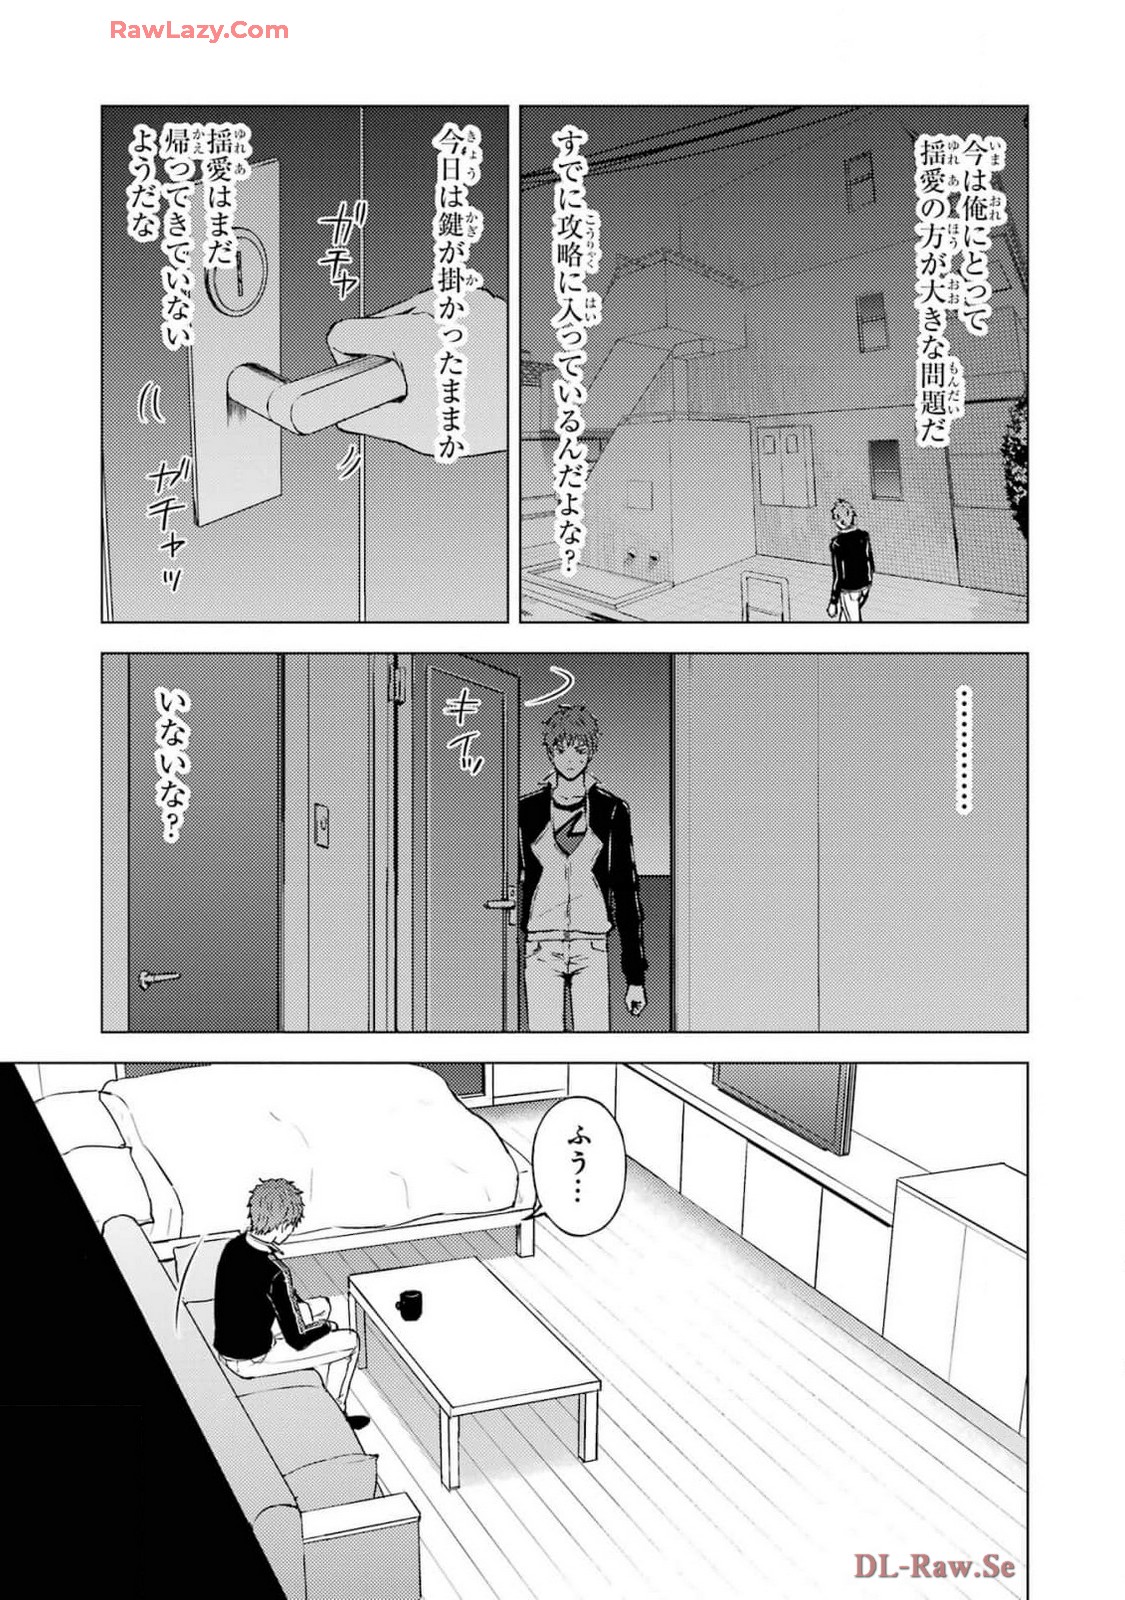 RawLazy.Com
今は俺にとって
揺愛の方が大きな問題だ
すでに攻略に入っているんだよな?
今日は鍵が掛かったままか
ガチャ
揺愛はまだ
帰ってきていない
ようだな
ガチャッ
…………
キイッ
いないな?
ふぅ…
DL-Raw.Se